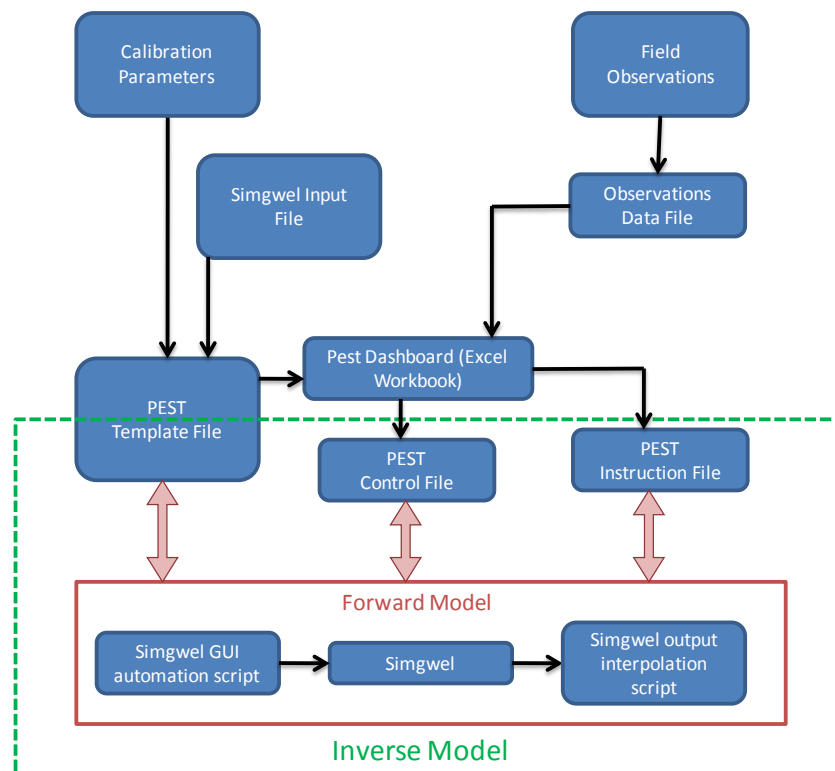 Calibration
Parameters
Field
Observations
Simgwel Input
File
Observations
Data File
Pest Dashboard (Excel
Workbook)
PEST
Template File
PEST
Control File
PEST
Instruction File
Forward Model
Simgwel GUI
automation script
Simgwel
Simgwel output
interpolation
script
Inverse Model